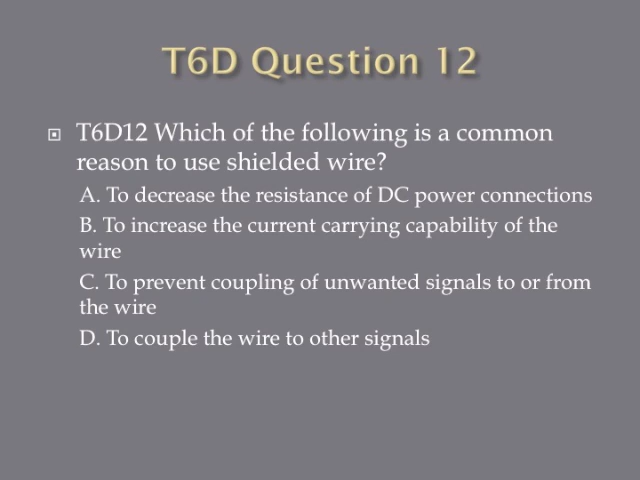 T6D Question 12
T6D12 Which of the following is a common
reason to use shielded wire?
A. To decrease the resistance of DC power connections
B. To increase the current carrying capability of the
wire
C. To prevent coupling of unwanted signals to or from
the wire
D. To couple the wire to other signals